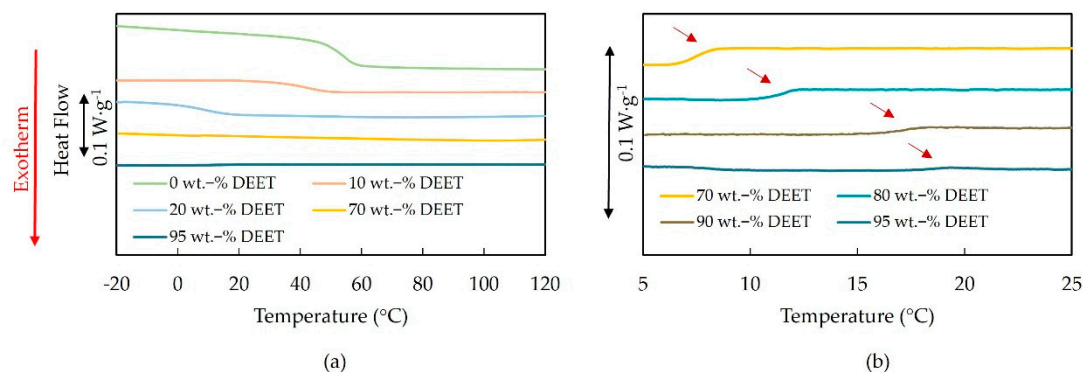 Exotherm
Heat Flow
0.1 W·g⁻¹
0 wt.–% DEET
10 wt.–% DEET
20 wt.–% DEET
70 wt.–% DEET
95 wt.–% DEET
-20 0 20 40 60 80 100 120
Temperature (°C)
(a)
0.1 W·g⁻¹
70 wt.–% DEET
80 wt.–% DEET
90 wt.–% DEET
95 wt.–% DEET
5 10 15 20 25
Temperature (°C)
(b)